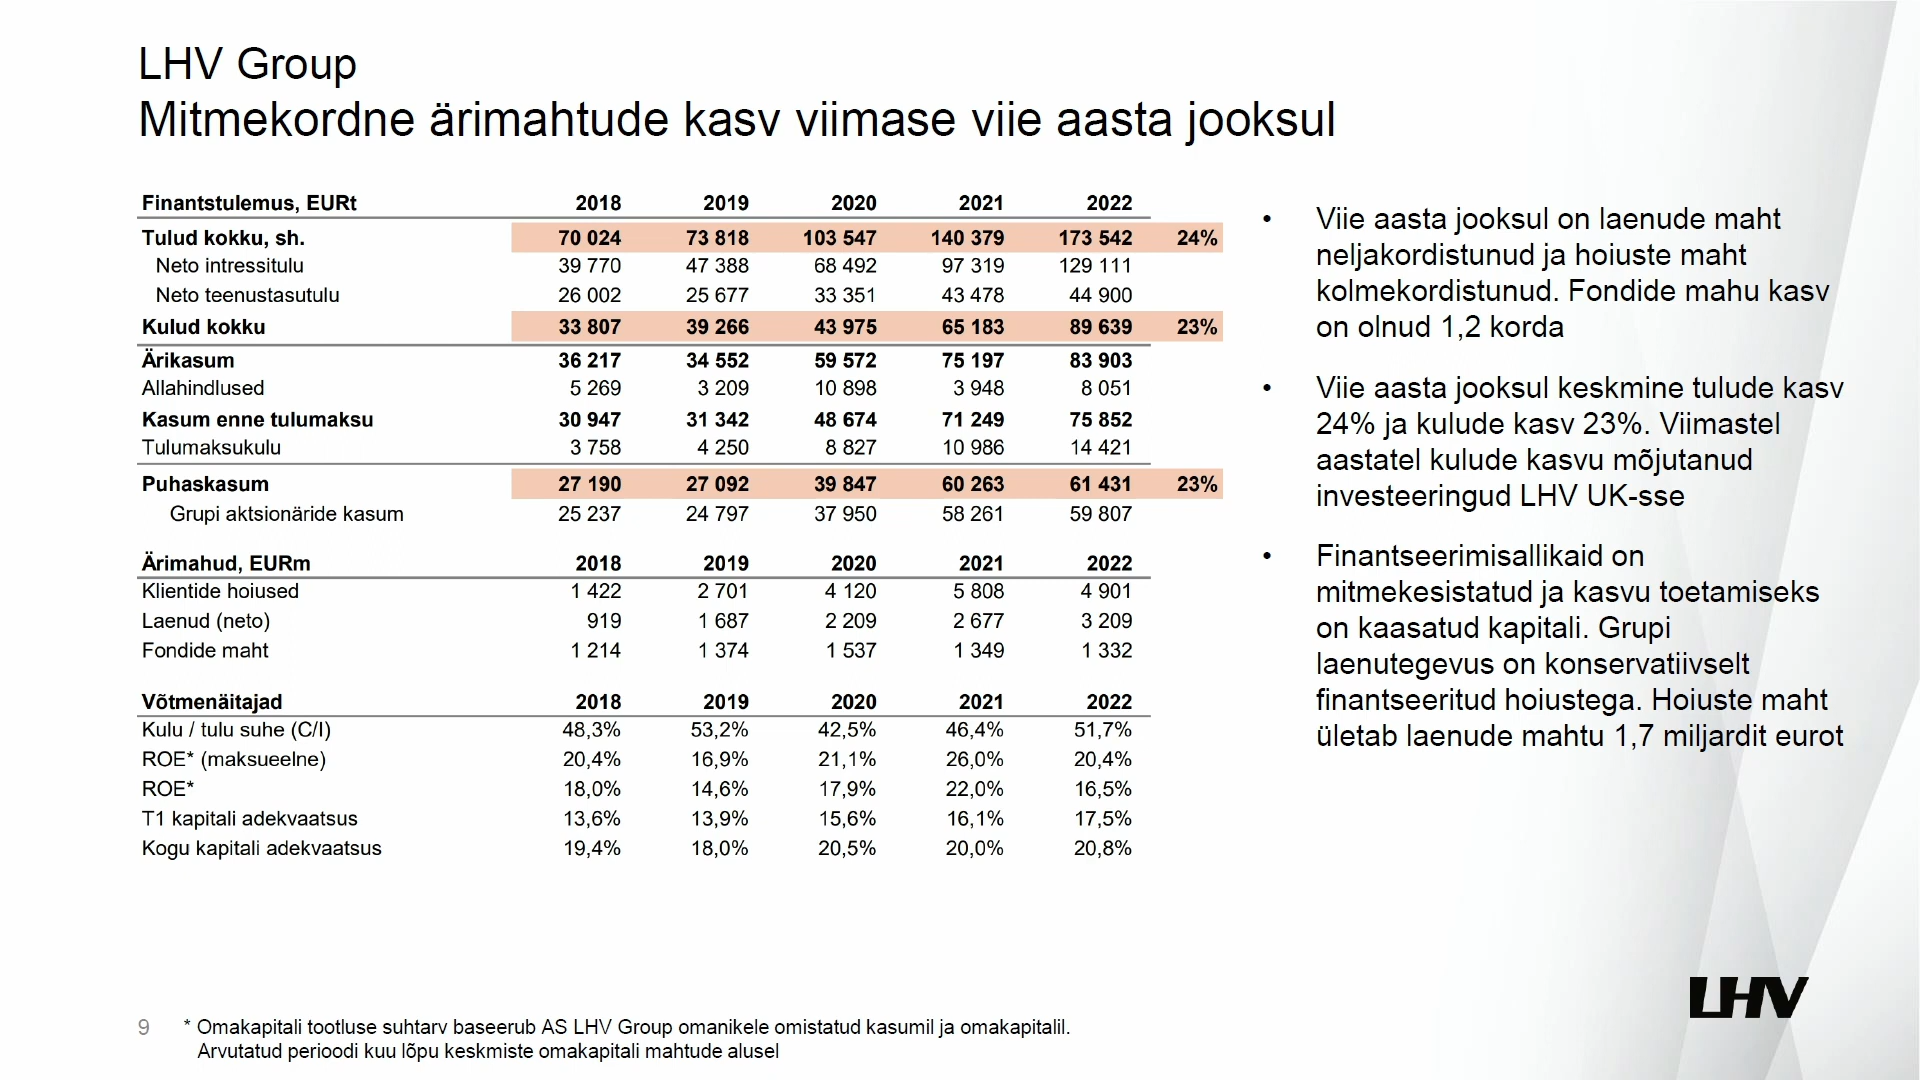 LHV Group
Mitmekordne ärimahtude kasv viimase viie aasta jooksul
Finantstulemus, EURt 2018 2019 2020 2021 2022
Tulud kokku, sh. 70 024 73 818 103 547 140 379 173 542 24%
Neto intressitulu 39 770 47 388 68 492 97 319 129 111
Neto teenustasutulu 26 002 25 677 33 351 43 478 44 900
Kulud kokku 33 807 39 266 43 975 65 183 89 639 23%
Ärikasum 36 217 34 552 59 572 75 197 83 903
Allahindlused 5 269 3 209 10 898 3 948 8 051
Kasum enne tulumaksu 30 947 31 342 48 674 71 249 75 852
Tulumaksukulu 3 758 4 250 8 827 10 986 14 421
Puhaskasum 27 190 27 092 39 847 60 263 61 431 23%
Grupi aktsionäride kasum 25 237 24 797 37 950 58 261 59 807
Ärimahud, EURm 2018 2019 2020 2021 2022
Klientide hoiused 1 422 2 701 4 120 5 808 4 901
Laenud (neto) 919 1 687 2 209 2 677 3 209
Fondide maht 1 214 1 374 1 537 1 349 1 332
Võtmenäitajad 2018 2019 2020 2021 2022
Kulu / tulu suhe (C/I) 48,3% 53,2% 42,5% 46,4% 51,7%
ROE* (maksueelne) 20,4% 16,9% 21,1% 26,0% 20,4%
ROE* 18,0% 14,6% 17,9% 22,0% 16,5%
T1 kapitali adekvaatsus 13,6% 13,9% 15,6% 16,1% 17,5%
Kogu kapitali adekvaatsus 19,4% 18,0% 20,5% 20,0% 20,8%
• Viie aasta jooksul on laenude maht
neljakordistunud ja hoiuste maht
kolmekordistunud. Fondide mahu kasv
on olnud 1,2 korda
• Viie aasta jooksul keskmine tulude kasv
24% ja kulude kasv 23%. Viimastel
aastatel kulude kasvu mõjutanud
investeeringud LHV UK-sse
• Finantseerimisallikaid on
mitmekesistatud ja kasvu toetamiseks
on kaasatud kapitali. Grupi
laenutegevus on konservatiivselt
finantseeritud hoiustega. Hoiuste maht
ületab laenude mahtu 1,7 miljardit eurot
LHV
9 * Omakapitali tootluse suhtarv baseerub AS LHV Group omanikele omistatud kasumil ja omakapitalil.
Arvutatud perioodi kuu lõpu keskmiste omakapitali mahtude alusel